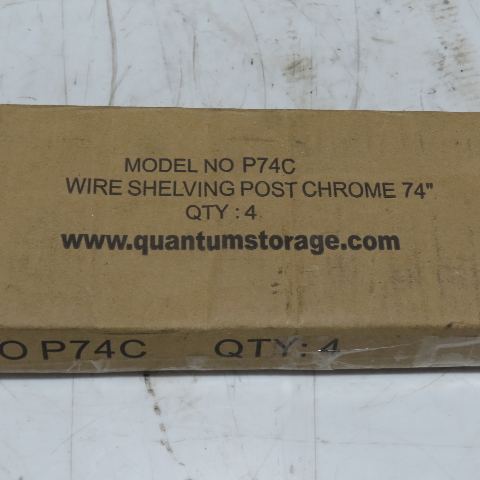 MODEL NO P74C
WIRE SHELVING POST CHROME 74"
QTY : 4
www.quantumstorage.com
O P74C QTY: 4